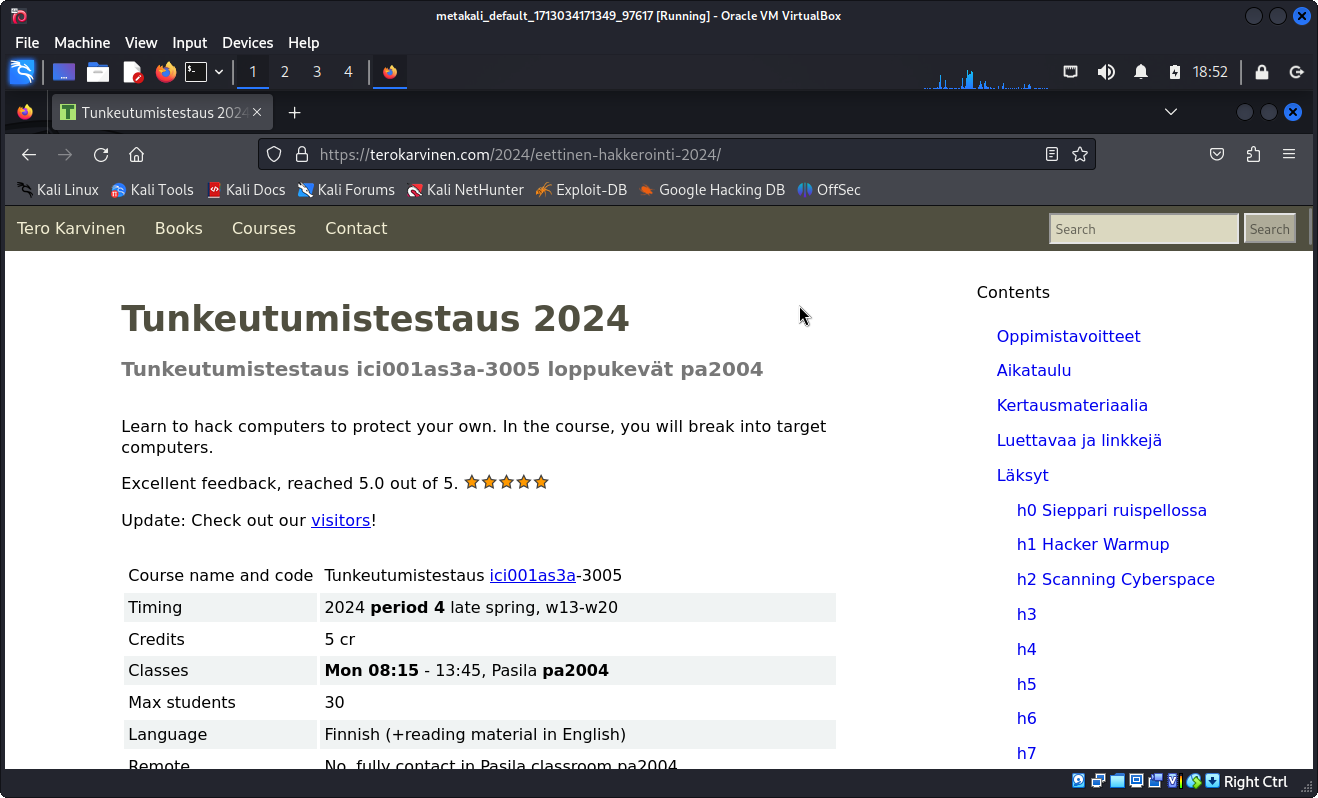 metakali_default_1713034171349_97617 [Running] - Oracle VM VirtualBox
File Machine View Input Devices Help
1 2 3 4 18:52
Tunkeutumistestaus 2024
https://terokarvinen.com/2024/eettinen-hakkerointi-2024/
Kali Linux Kali Tools Kali Docs Kali Forums Kali NetHunter Exploit-DB Google Hacking DB OffSec
Tero Karvinen Books Courses Contact Search Search
Tunkeutumistestaus 2024
Tunkeutumistestaus ici001as3a-3005 loppukevät pa2004
Learn to hack computers to protect your own. In the course, you will break into target
computers.
Excellent feedback, reached 5.0 out of 5.
Update: Check out our visitors!
Course name and code Tunkeutumistestaus ici001as3a-3005
Timing 2024 period 4 late spring, w13-w20
Credits 5 cr
Classes Mon 08:15 - 13:45, Pasila pa2004
Max students 30
Language Finnish (+reading material in English)
Remote No, fully contact in Pasila classroom pa2004
Contents
Oppimistavoitteet
Aikataulu
Kertausmateriaalia
Luettavaa ja linkkejä
Läksyt
h0 Sieppari ruispellossa
h1 Hacker Warmup
h2 Scanning Cyberspace
h3
h4
h5
h6
h7
Right Ctrl